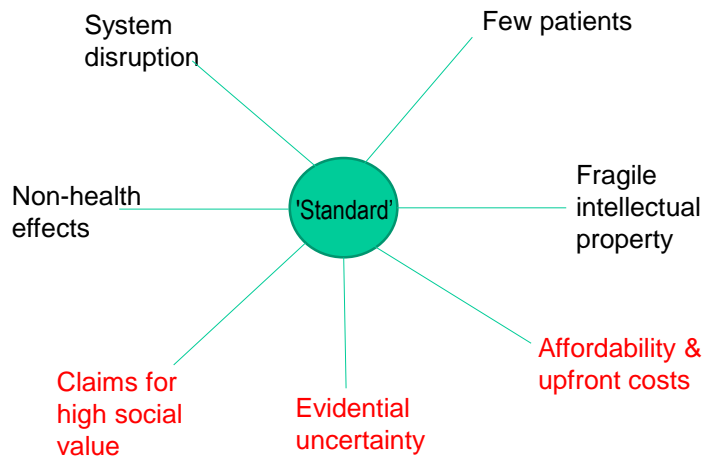 System
disruption
Few patients
Non-health
effects
'Standard’
Fragile
intellectual
property
Claims for
high social
value
Evidential
uncertainty
Affordability &
upfront costs